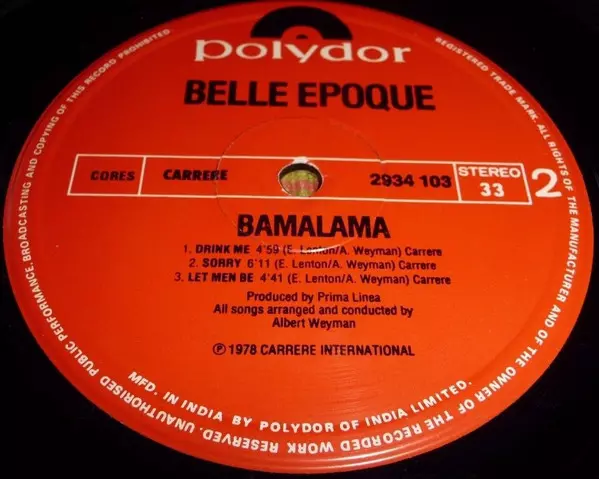 polydor
BELLE EPOQUE
CORES CARRERE 2934 103 STEREO 33 2
BAMALAMA
1. DRINK ME 4'59 (E. Lenton/A. Weyman) Carrere
2. SORRY 6'11 (E. Lenton/A. Weyman) Carrere
3. LET MEN BE 4'41 (E. Lenton/A. Weyman) Carrere
Produced by Prima Linea
All songs arranged and conducted by
Albert Weyman
℗ 1978 CARRERE INTERNATIONAL
MFD. IN INDIA BY POLYDOR OF INDIA LIMITED.
REGISTERED TRADE MARK. ALL RIGHTS OF THE MANUFACTURER AND OF THE OWNER OF THE RECORDED WORK RESERVED. UNAUTHORISED PUBLIC PERFORMANCE, BROADCASTING AND COPYING OF THIS RECORD PROHIBITED.